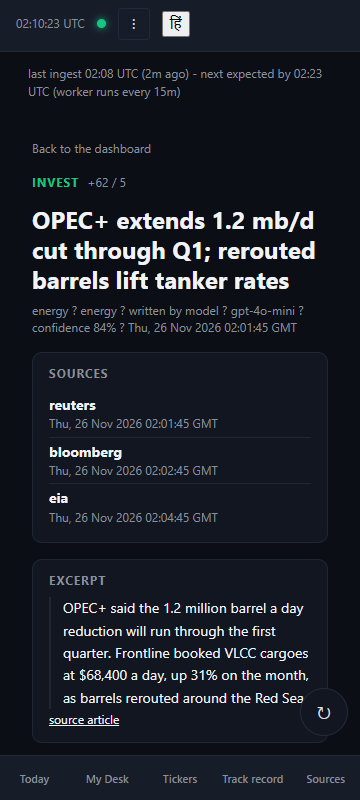 02:10:23 UTC
हिं
last ingest 02:08 UTC (2m ago) - next expected by 02:23
UTC (worker runs every 15m)
Back to the dashboard
INVEST +62 / 5
OPEC+ extends 1.2 mb/d
cut through Q1; rerouted
barrels lift tanker rates
energy ? energy ? written by model ? gpt-4o-mini ?
confidence 84% ? Thu, 26 Nov 2026 02:01:45 GMT
SOURCES
reuters
Thu, 26 Nov 2026 02:01:45 GMT
bloomberg
Thu, 26 Nov 2026 02:02:45 GMT
eia
Thu, 26 Nov 2026 02:04:45 GMT
EXCERPT
OPEC+ said the 1.2 million barrel a day
reduction will run through the first
quarter. Frontline booked VLCC cargoes
at $68,400 a day, up 31% on the month,
as barrels rerouted around the Red Sea
source article
Today My Desk Tickers Track record Sources